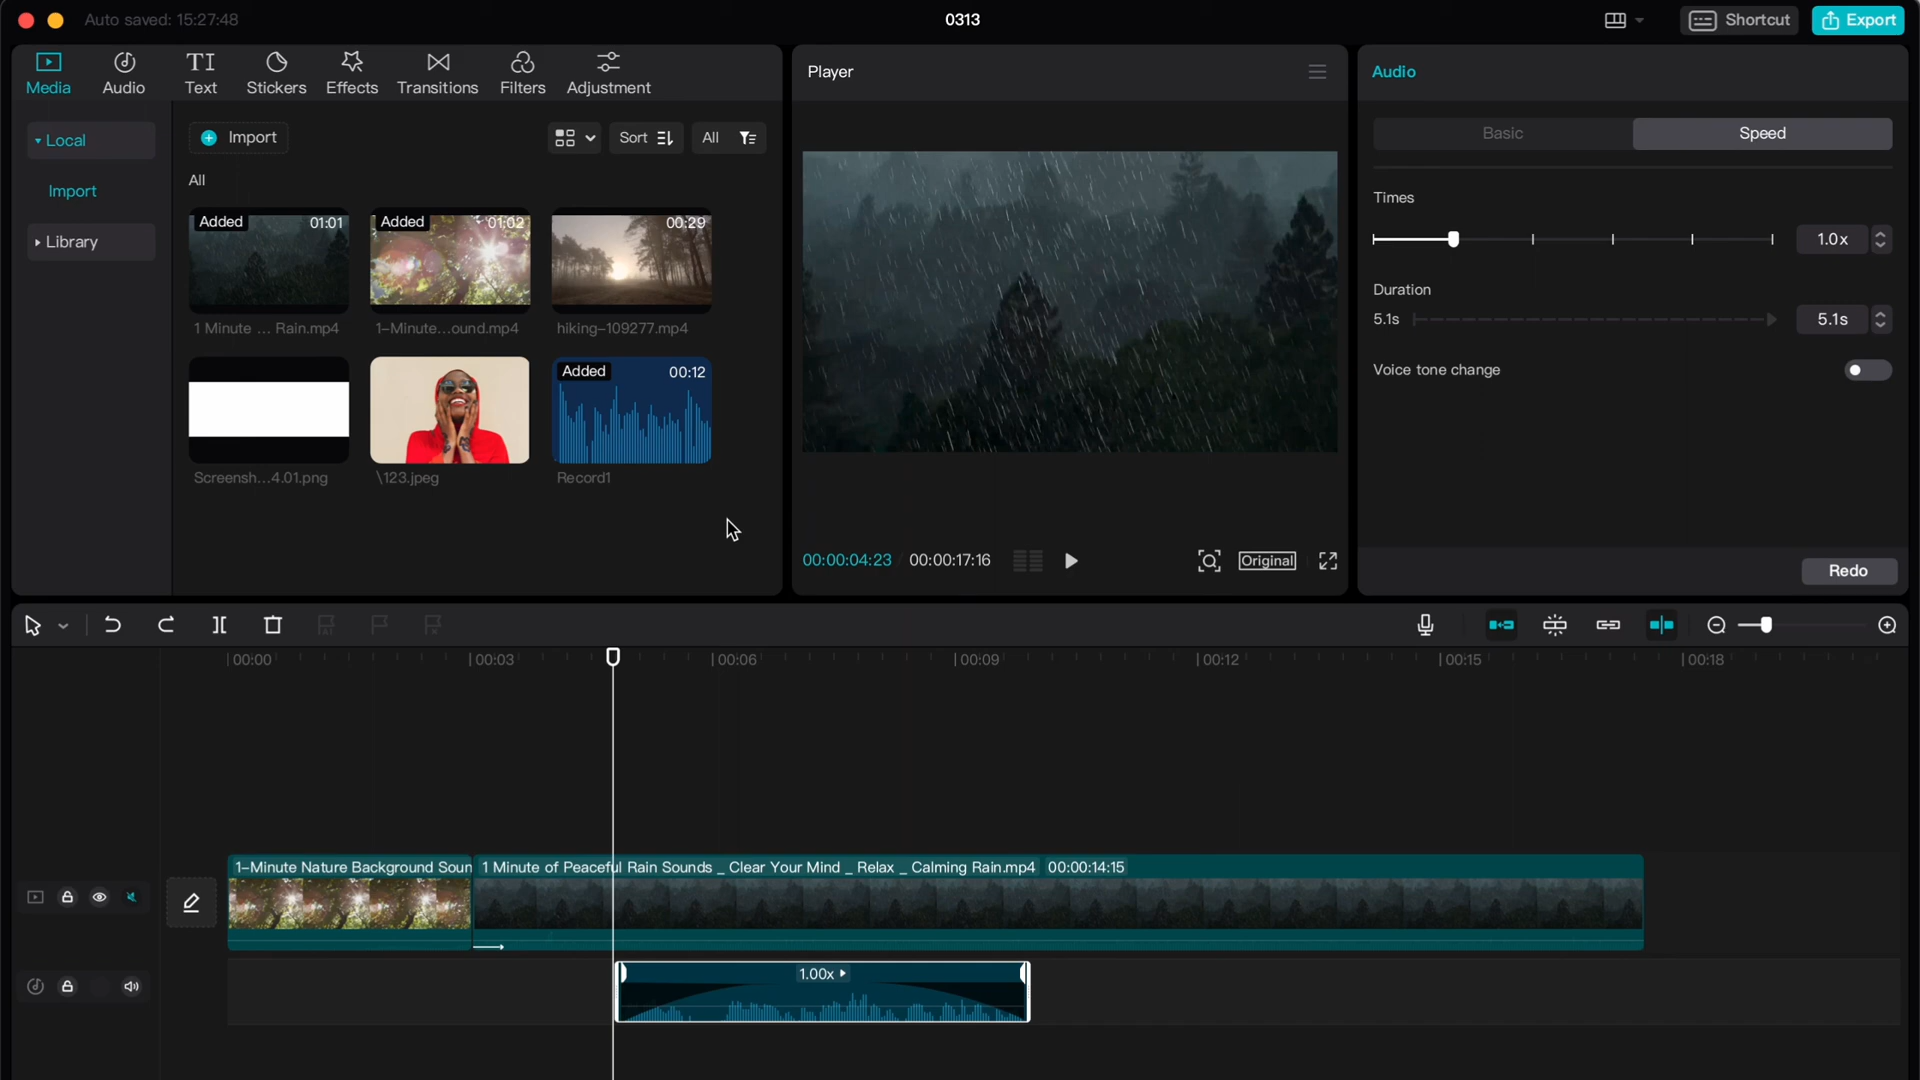 Auto saved: 15:27:48
0313
Shortcut
Export
Media
Audio
Text
Stickers
Effects
Transitions
Filters
Adjustment
Local
Import
Library
Import
Sort
All
All
Added 01:01
Added 01:02
00:29
1 Minute ... Rain.mp4
1-Minute...ound.mp4
hiking-109277.mp4
Added 00:12
Screensh...4.01.png
\123.jpeg
Record1
Player
00:00:04:23 / 00:00:17:16
Original
Audio
Basic
Speed
Times
1.0x
Duration
5.1s
5.1s
Voice tone change
Redo
00:00
00:03
00:06
00:09
00:12
00:15
00:18
1-Minute Nature Background Soun
1 Minute of Peaceful Rain Sounds _ Clear Your Mind _ Relax _ Calming Rain.mp4 00:00:14:15
1.00x